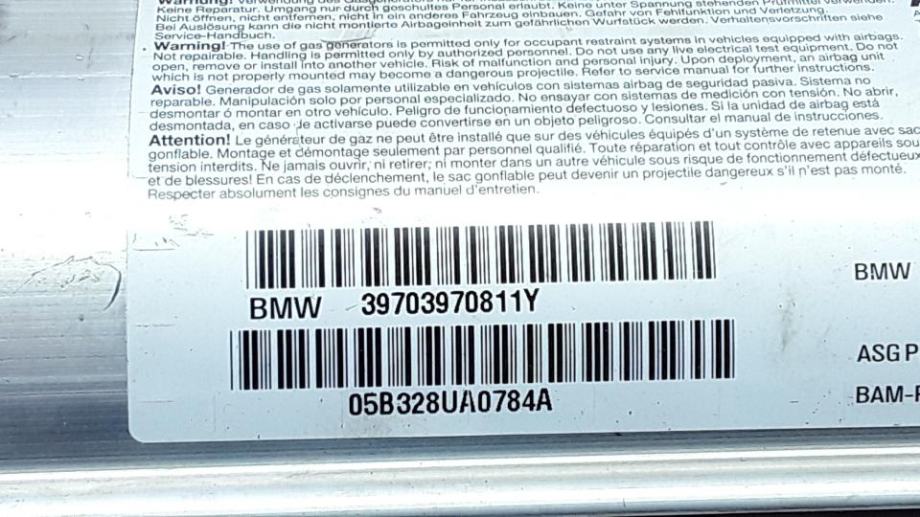 Warnung! Verwendung des Gasgenerators
Keine Reparatur. Umgang nur durch geschultes Personal erlaubt. Keine unter Spannung stehenden Prüfmittel verwenden.
Nicht öffnen, nicht entfernen, nicht in ein anderes Fahrzeug einbauen. Gefahr von Fehlfunktion und Verletzung.
Bei Auslösung kann die nicht montierte Airbageinheit zum gefährlichen Wurfstück werden. Verhaltensvorschriften siehe
Service-Handbuch.
Warning! The use of gas generators is permitted only for occupant restraint systems in vehicles equipped with airbags.
Not repairable. Handling is permitted only by authorized personnel. Do not use any live electrical test equipment. Do not
open, remove or install into another vehicle. Risk of malfunction and personal injury. Upon deployment, an airbag unit
which is not properly mounted may become a dangerous projectile. Refer to service manual for further instructions.
Aviso! Generador de gas solamente utilizable en vehículos con sistemas airbag de seguridad pasiva. Sistema no
reparable. Manipulación solo por personal especializado. No ensayar con sistemas de medición con tensión. No abrir,
desmontar ó montar en otro vehículo. Peligro de funcionamiento defectuoso y lesiones. Si la unidad de airbag está
desmontada, en caso de activarse puede convertirse en un objeto peligroso. Consultar el manual de instrucciones.
Attention! Le générateur de gaz ne peut être installé que sur des véhicules équipés d'un système de retenue avec sac
gonflable. Montage et démontage seulement par personnel qualifié. Toute réparation et tout contrôle avec appareils sou
tension interdits. Ne jamais ouvrir, ni retirer, ni monter dans un autre véhicule sous risque de fonctionnement défectueux
et de blessures! En cas de déclenchement, le sac gonflable peut devenir un projectile dangereux s'il n'est pas monté.
Respecter absolument les consignes du manuel d'entretien.
BMW 39703970811Y
05B328UA0784A
BMW
ASG P
BAM-F